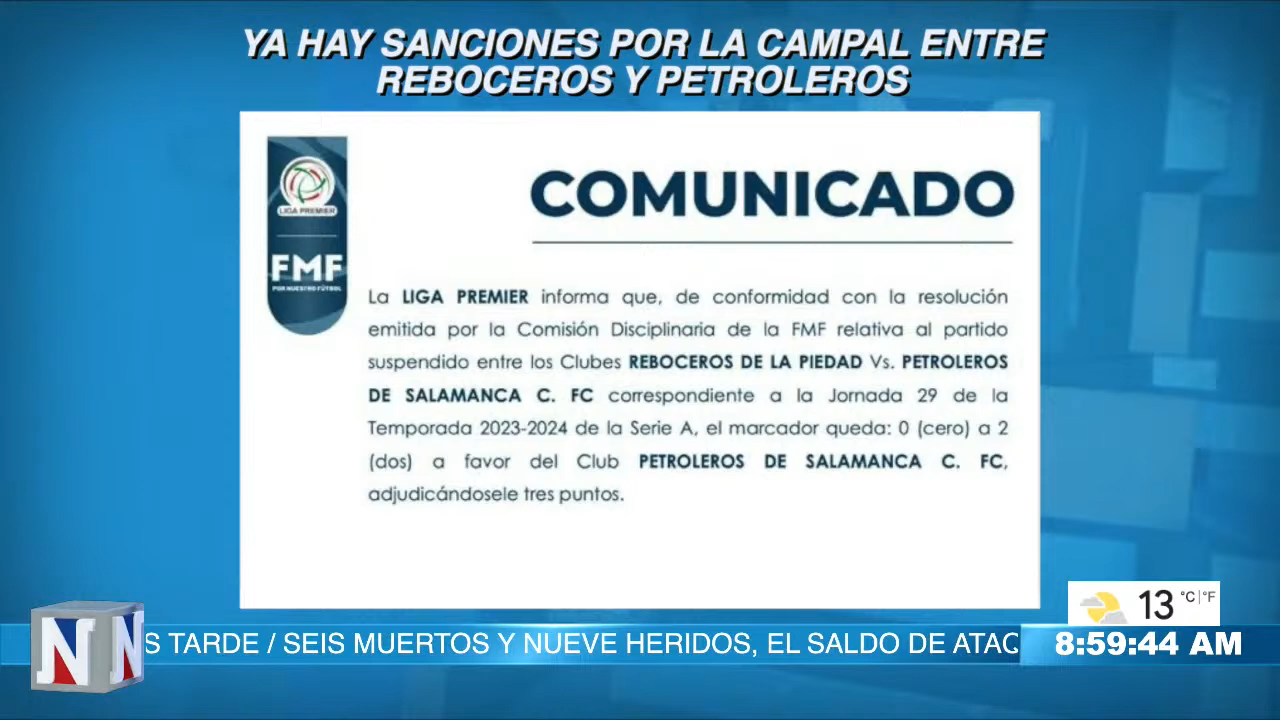 YA HAY SANCIONES POR LA CAMPAL ENTRE
REBOCEROS Y PETROLEROS
LIGA PREMIER
FMF
POR NUESTRO FÚTBOL
COMUNICADO
La LIGA PREMIER informa que, de conformidad con la resolución
emitida por la Comisión Disciplinaria de la FMF relativa al partido
suspendido entre los Clubes REBOCEROS DE LA PIEDAD Vs. PETROLEROS
DE SALAMANCA C. FC correspondiente a la Jornada 29 de la
Temporada 2023-2024 de la Serie A, el marcador queda: 0 (cero) a 2
(dos) a favor del Club PETROLEROS DE SALAMANCA C. FC,
adjudicándosele tres puntos.
13 °C|°F
N N
S TARDE / SEIS MUERTOS Y NUEVE HERIDOS, EL SALDO DE ATAQ
8:59:44 AM